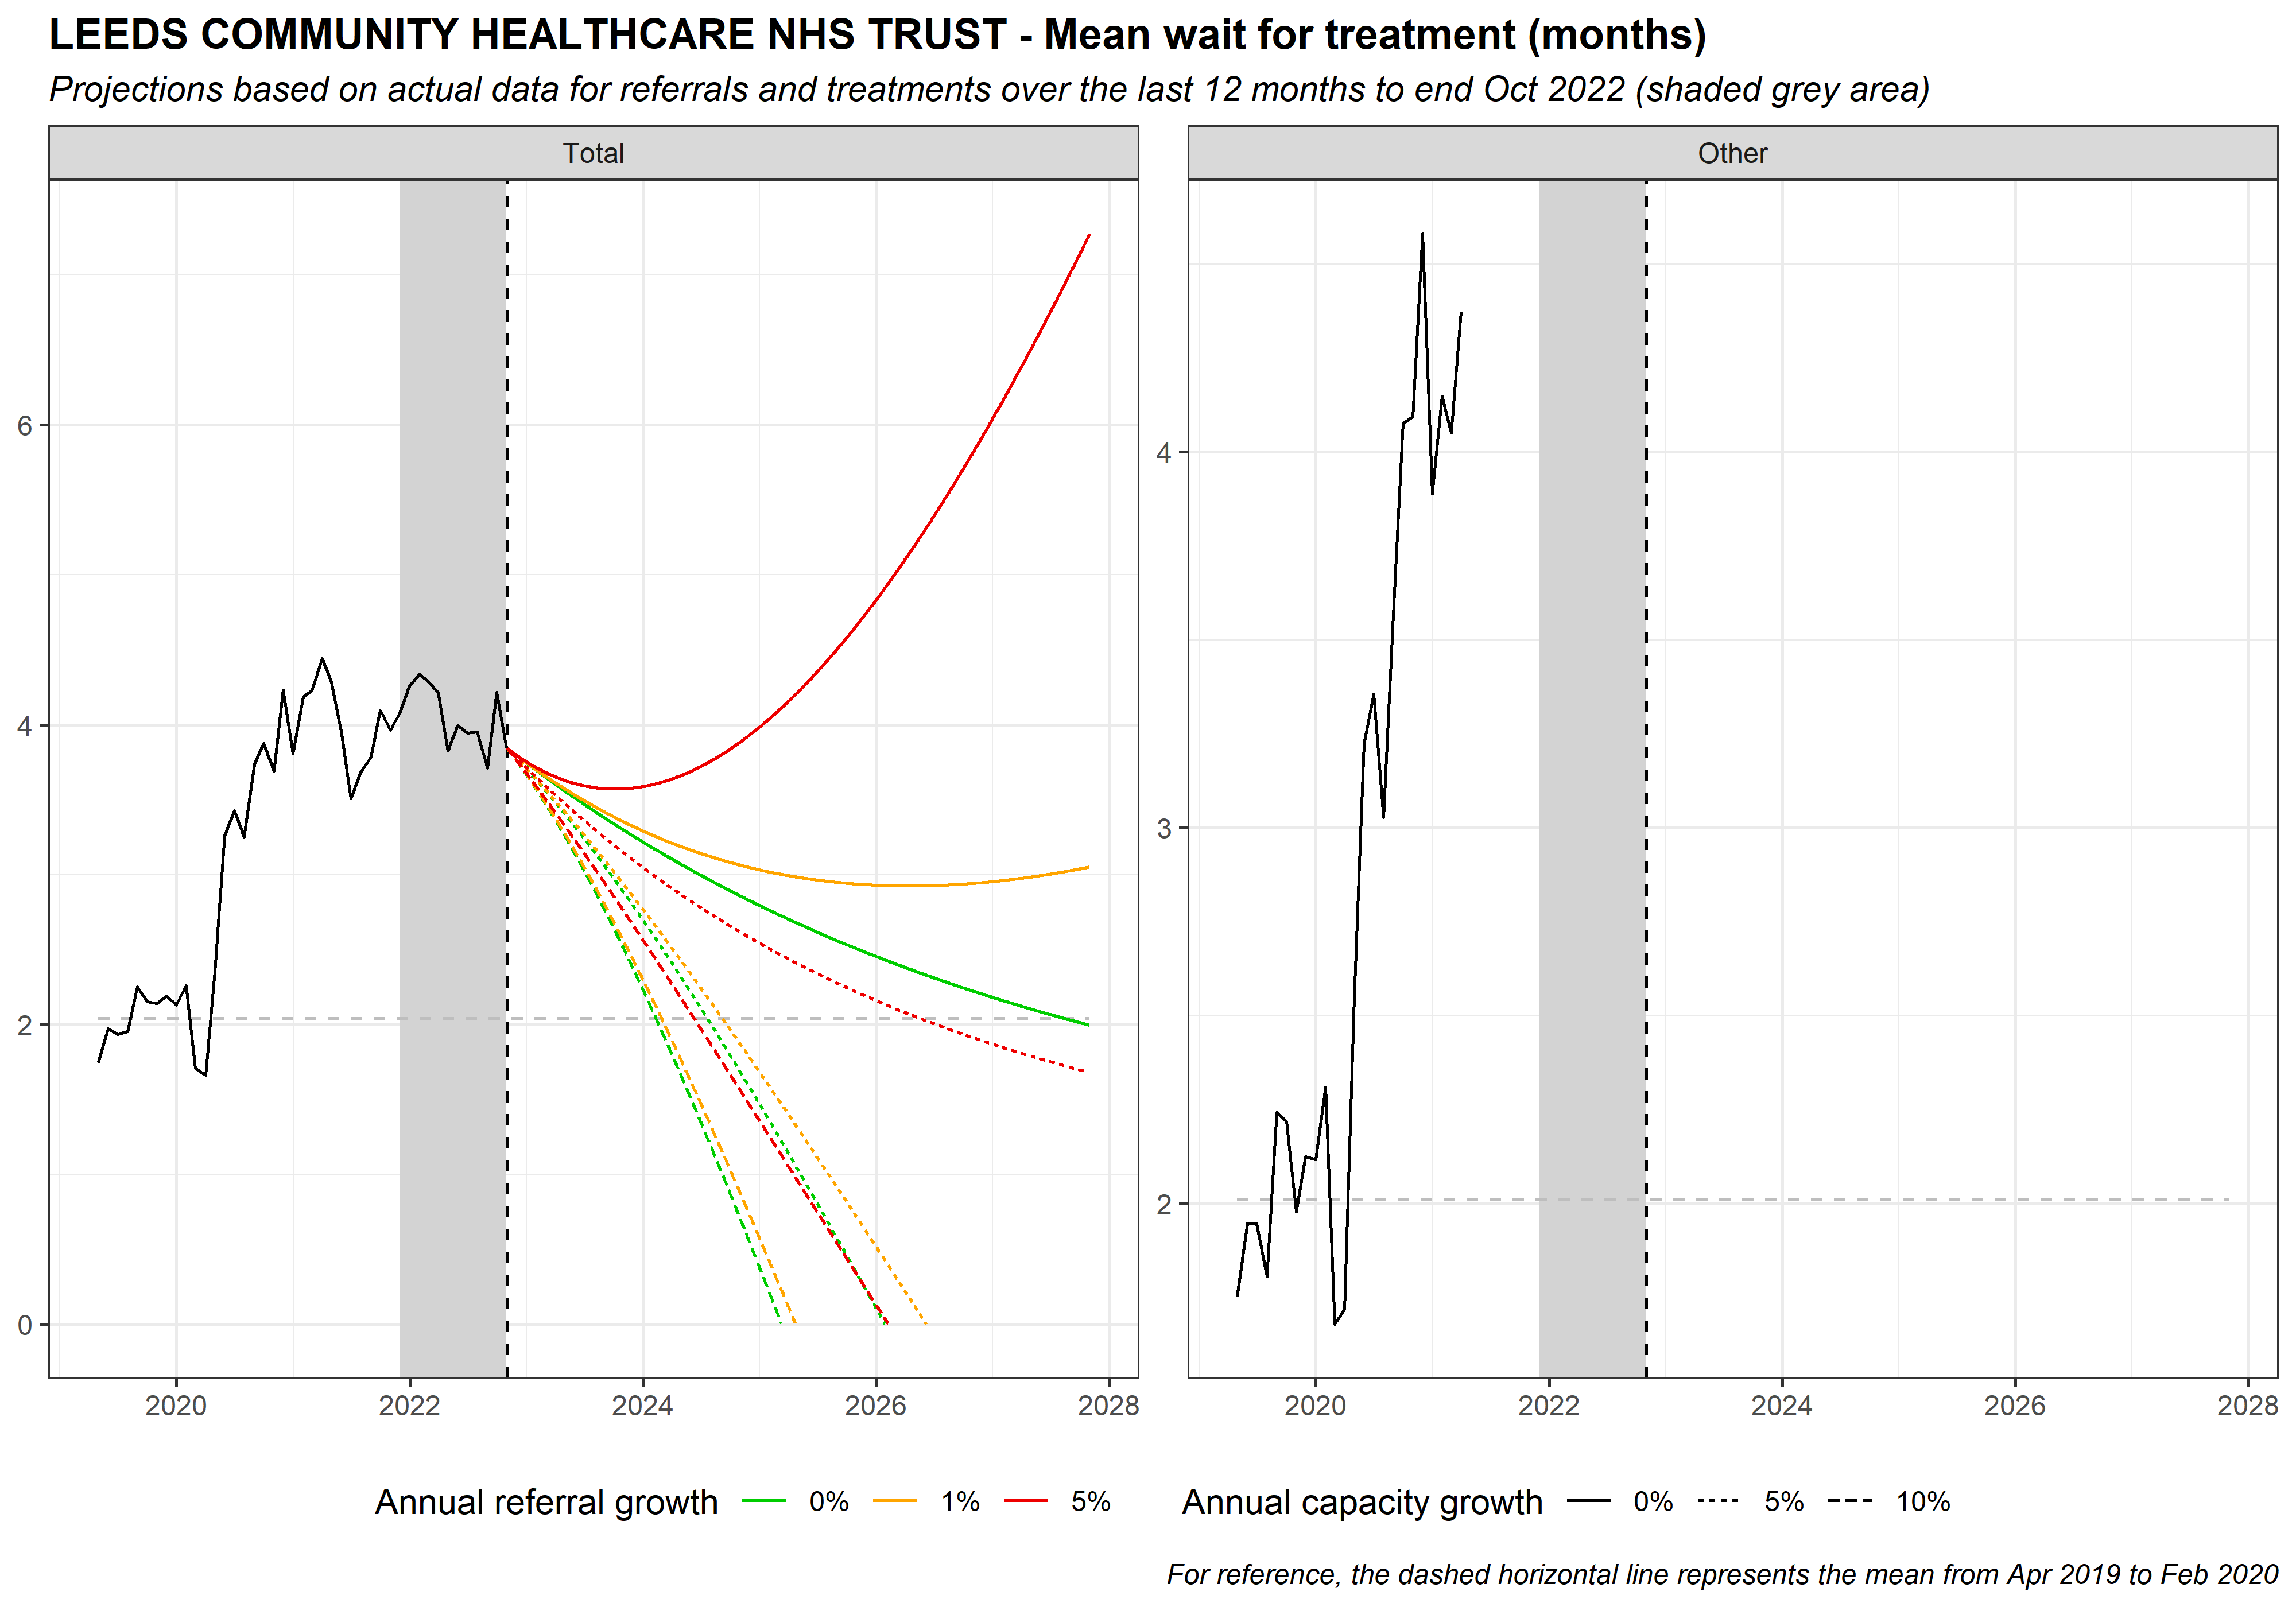 LEEDS COMMUNITY HEALTHCARE NHS TRUST - Mean wait for treatment (months)
Projections based on actual data for referrals and treatments over the last 12 months to end Oct 2022 (shaded grey area)
Total
Other
6
4
2
0
4
3
2
2020 2022 2024 2026 2028
2020 2022 2024 2026 2028
Annual referral growth 0% 1% 5%
Annual capacity growth 0% 5% 10%
For reference, the dashed horizontal line represents the mean from Apr 2019 to Feb 2020